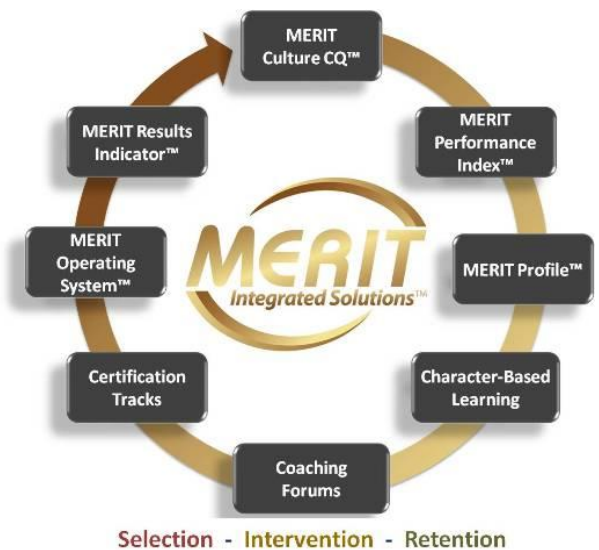 MERIT
Culture CQ™
MERIT
Performance
Index™
MERIT Profile™
Character-Based
Learning
Coaching
Forums
Certification
Tracks
MERIT
Operating
System™
MERIT Results
Indicator™
MERIT
Integrated Solutions™
Selection - Intervention - Retention